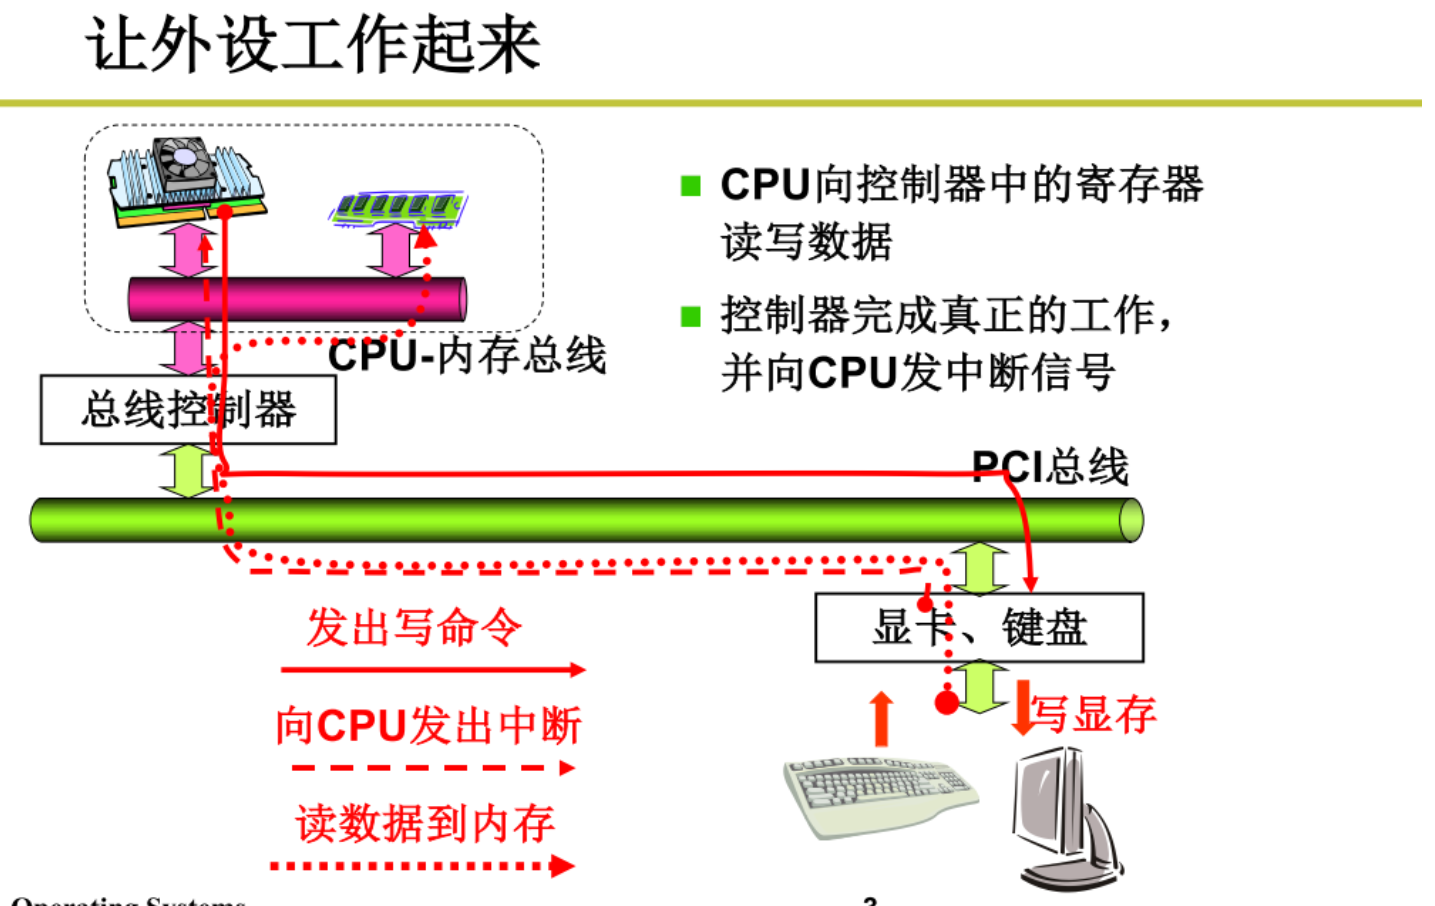 让外设工作起来
CPU向控制器中的寄存器
读写数据
控制器完成真正的工作，
并向CPU发中断信号
CPU-内存总线
总线控制器
PCI总线
发出写命令
显卡、键盘
向CPU发出中断
写显存
读数据到内存
Operating Systems
3